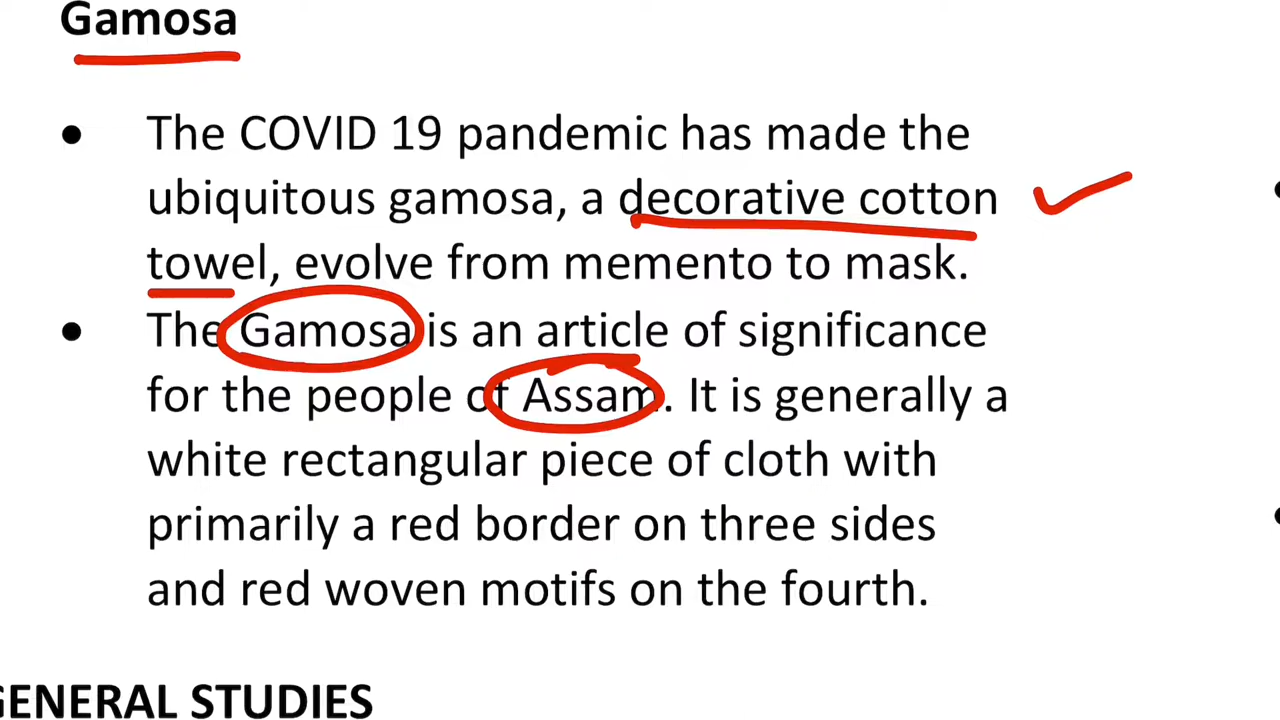 Gamosa
• The COVID 19 pandemic has made the
ubiquitous gamosa, a decorative cotton
towel, evolve from memento to mask.
• The Gamosa is an article of significance
for the people of Assam. It is generally a
white rectangular piece of cloth with
primarily a red border on three sides
and red woven motifs on the fourth.
GENERAL STUDIES